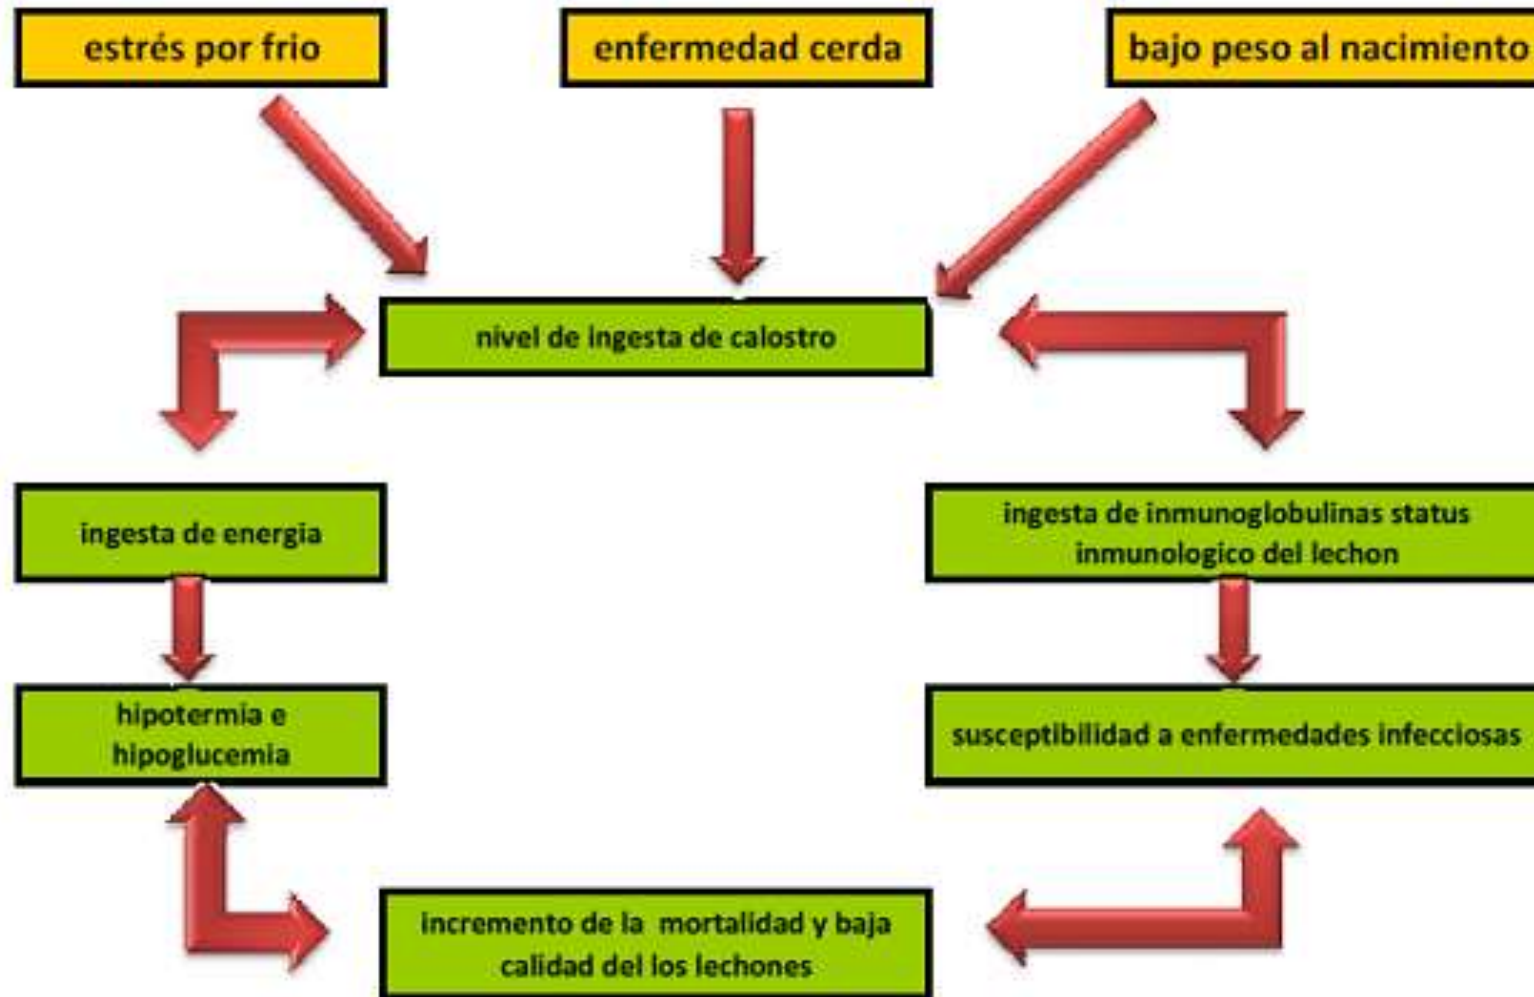 estrés por frio
enfermedad cerda
bajo peso al nacimiento
nivel de ingesta de calostro
ingesta de energia
ingesta de inmunoglobulinas status
inmunologico del lechon
hipotermia e
hipoglucemia
susceptibilidad a enfermedades infecciosas
incremento de la mortalidad y baja
calidad del los lechones